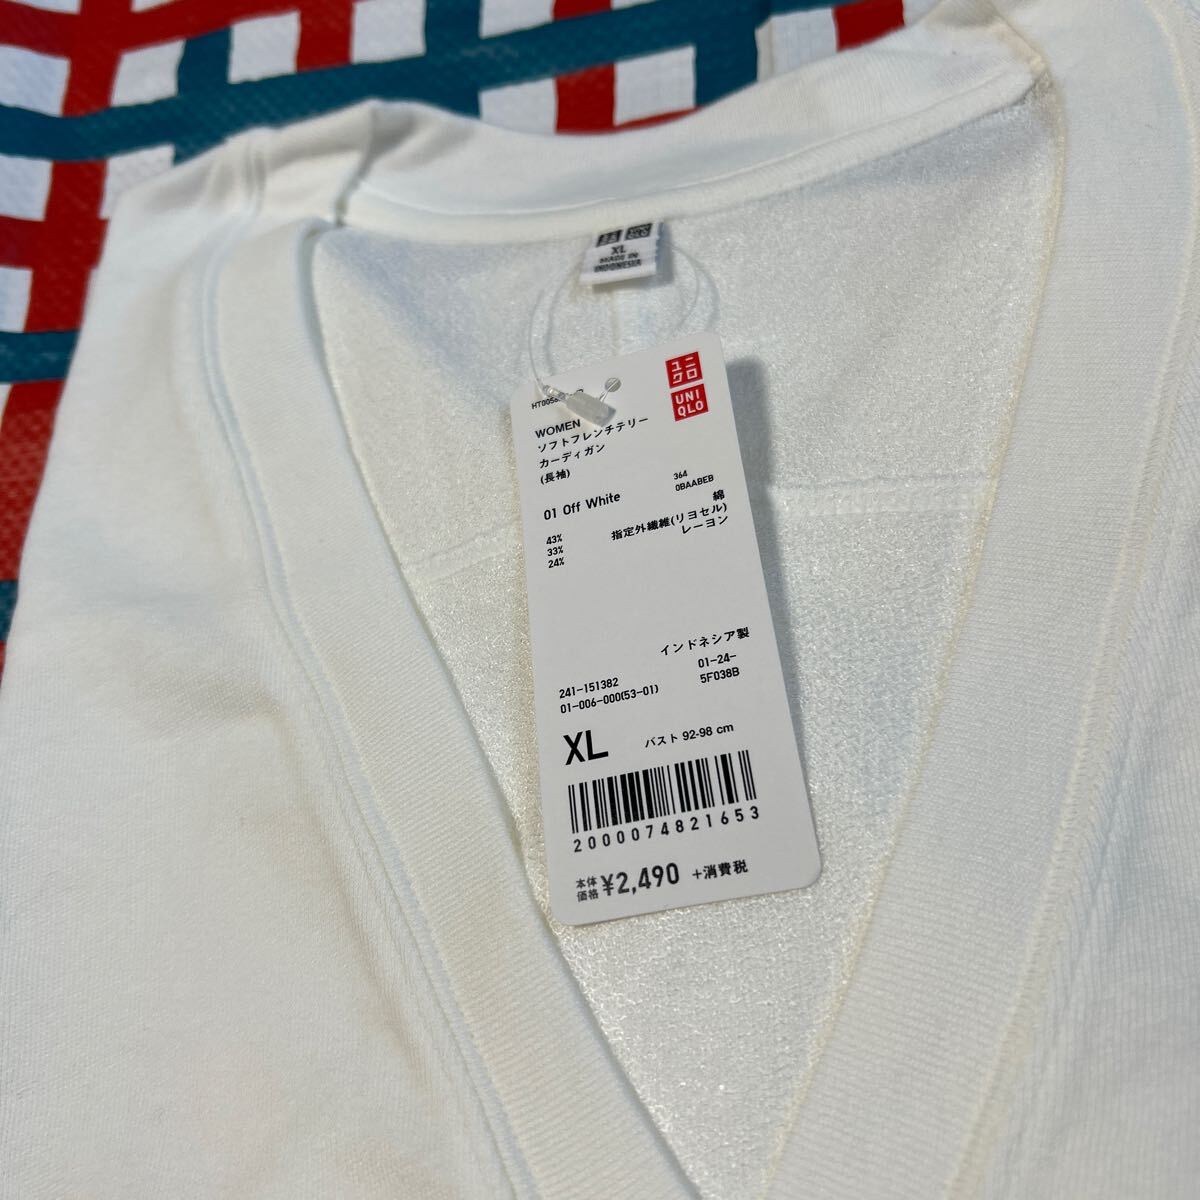 XL
MADE IN
INDONESIA
ユニ
クロ
UNI
QLO
WOMEN
ソフトフレンチテリー
カーディガン
(長袖)
01 Off White
364
0BAABEB
43% 綿
33% 指定外繊維(リヨセル)
24% レーヨン
インドネシア製
241-151382 01-24-
01-006-000(53-01) 5F038B
XL バスト 92-98 cm
2000074821653
本体価格 ¥2,490 +消費税